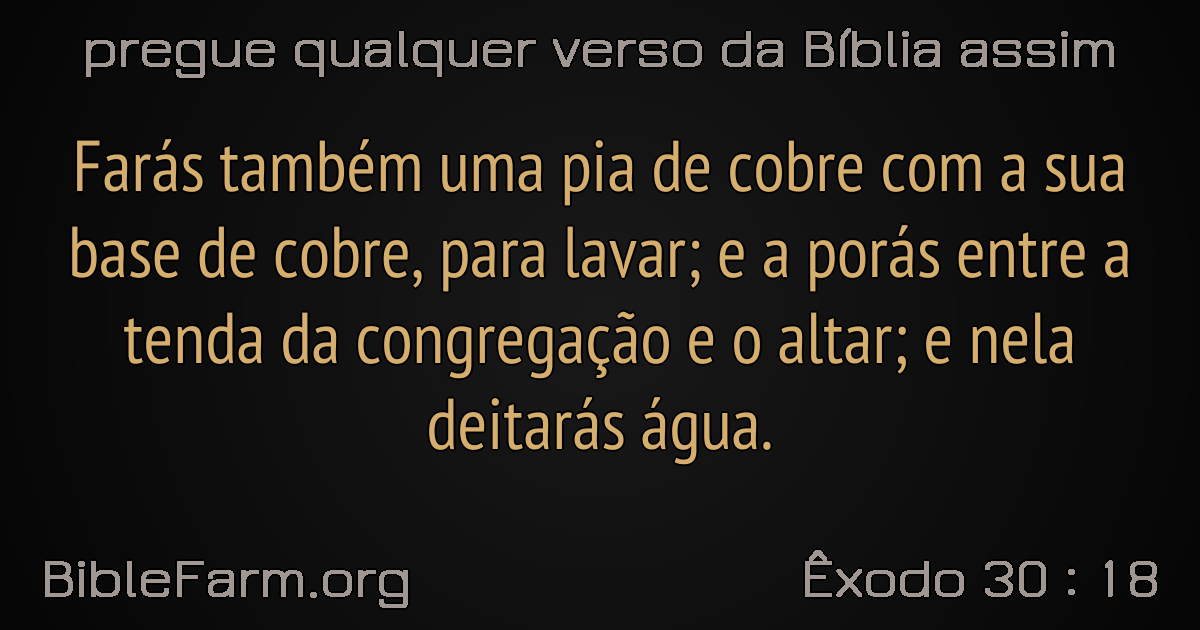 pregue qualquer verso da Bíblia assim
Farás também uma pia de cobre com a sua
base de cobre, para lavar; e a porás entre a
tenda da congregação e o altar; e nela
deitarás água.
BibleFarm.org
Êxodo 30 : 18